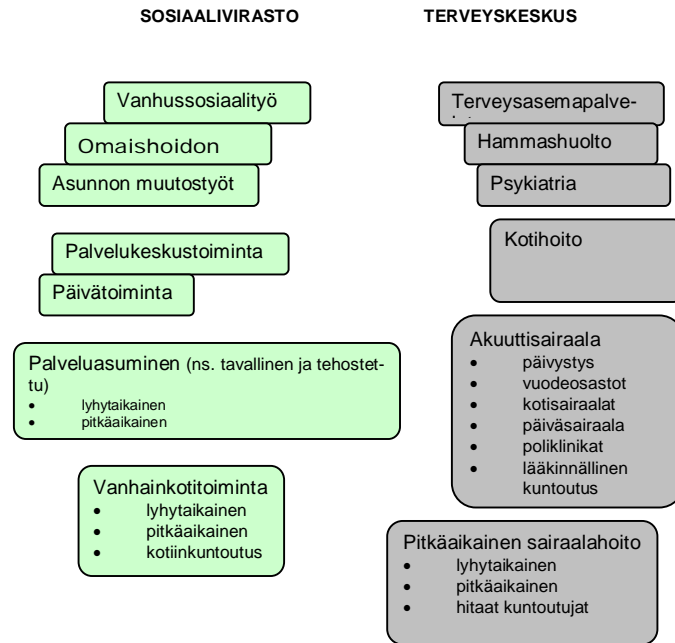 SOSIAALIVIRASTO
Vanhussosiaalityö
Omaishoidon
Asunnon muutostyöt
Palvelukeskustoiminta
Päivätoiminta
Palveluasuminen (ns. tavallinen ja tehostet-
tu)
• lyhytaikainen
• pitkäaikainen
Vanhainkotitoiminta
• lyhytaikainen
• pitkäaikainen
• kotiinkuntoutus
TERVEYSKESKUS
Terveysasemapalve-
Hammashuolto
Psykiatria
Kotihoito
Akuuttisairaala
• päivystys
• vuodeosastot
• kotisairaalat
• päiväsairaala
• poliklinikat
• lääkinnällinen
kuntoutus
Pitkäaikainen sairaalahoito
• lyhytaikainen
• pitkäaikainen
• hitaat kuntoutujat